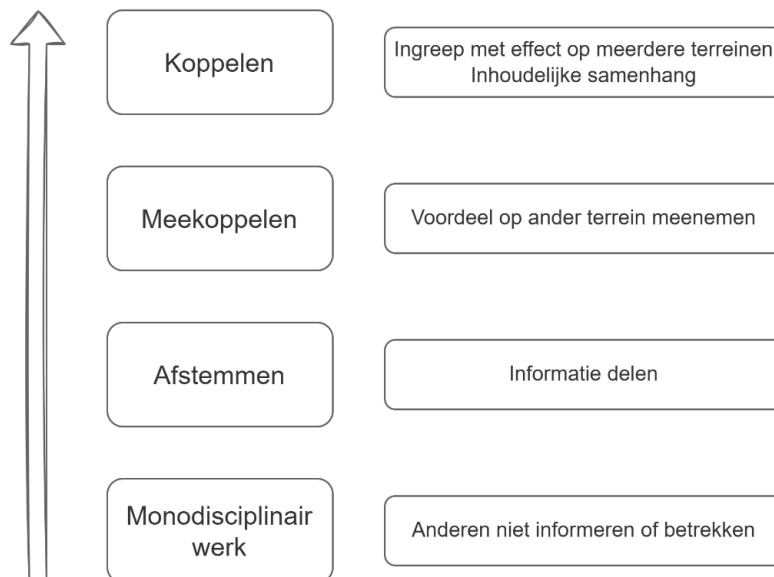 Koppelen
Ingreep met effect op meerdere terreinen
Inhoudelijke samenhang
Meekoppelen
Voordeel op ander terrein meenemen
Afstemmen
Informatie delen
Monodisciplinair
werk
Anderen niet informeren of betrekken